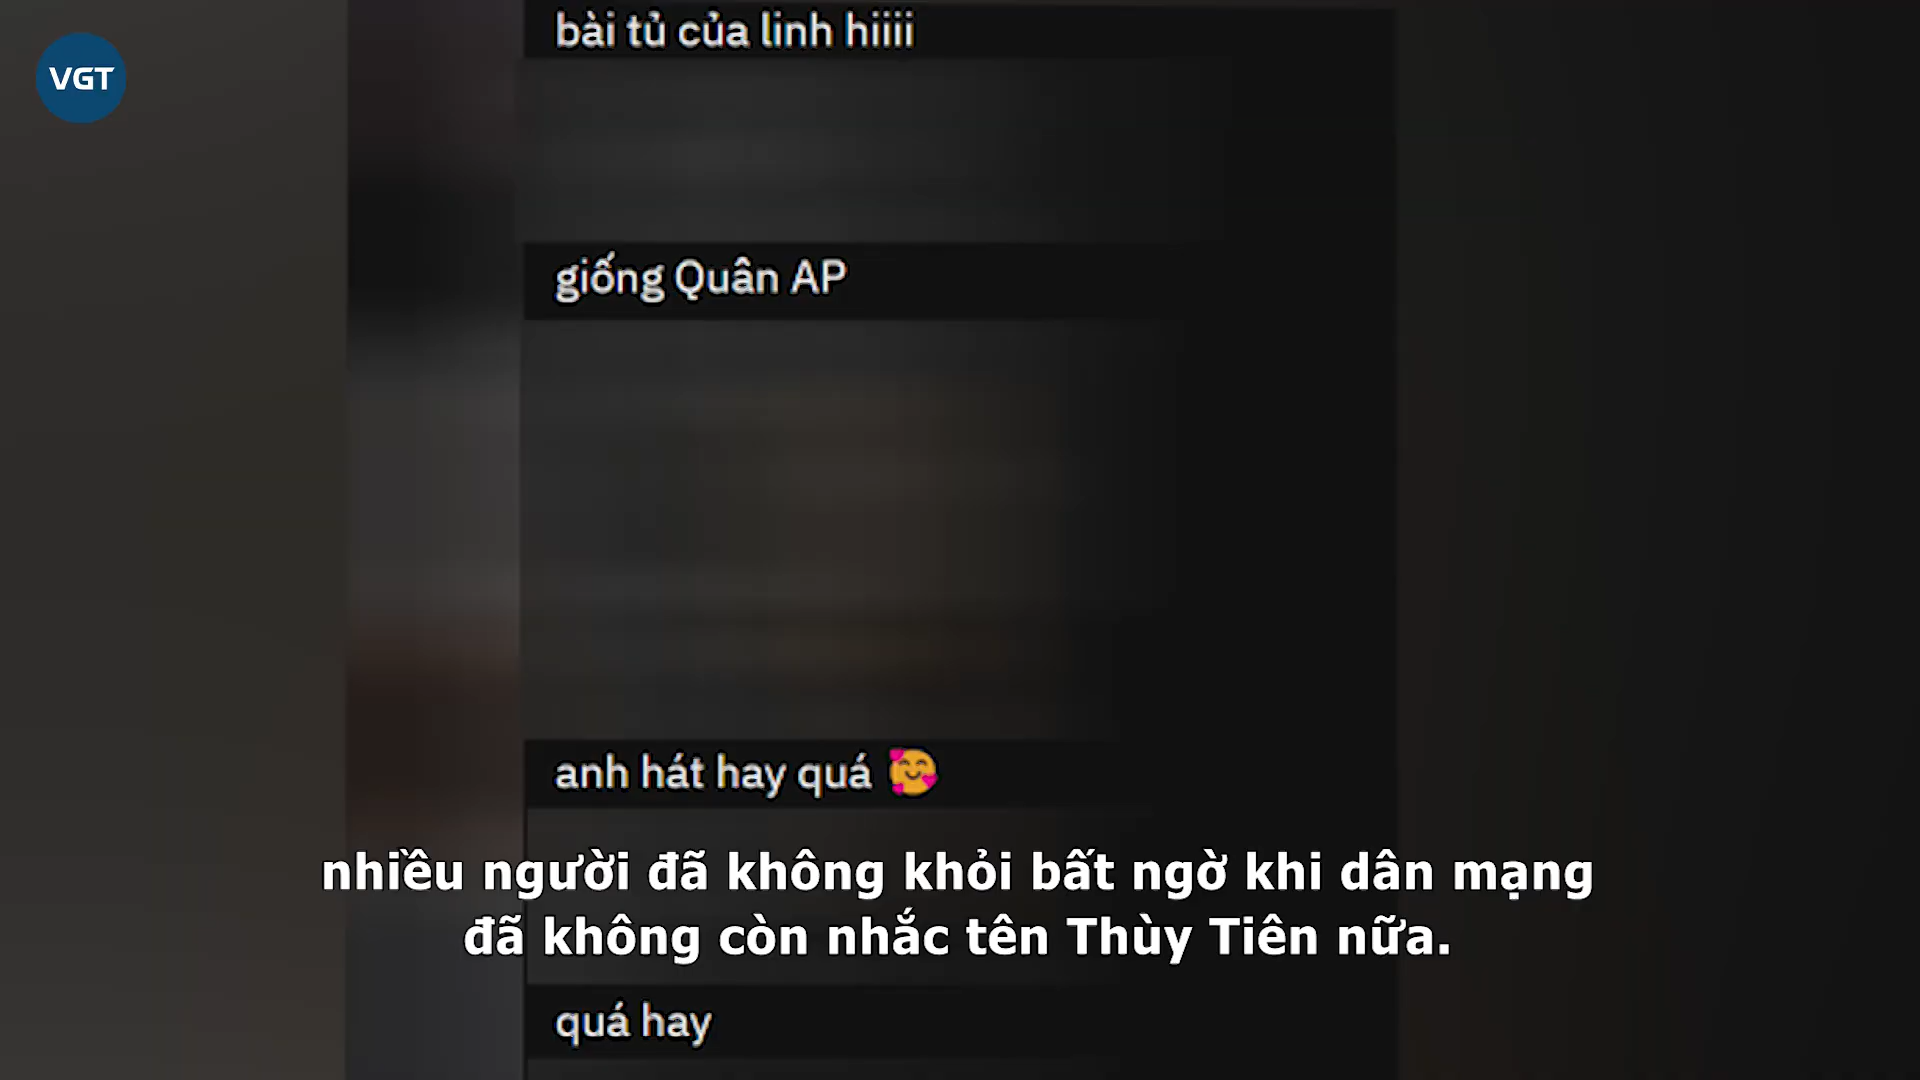 VGT
bài tủ của linh hiiii
giống Quân AP
anh hát hay quá 🥰
nhiều người đã không khỏi bất ngờ khi dân mạng
đã không còn nhắc tên Thùy Tiên nữa.
quá hay